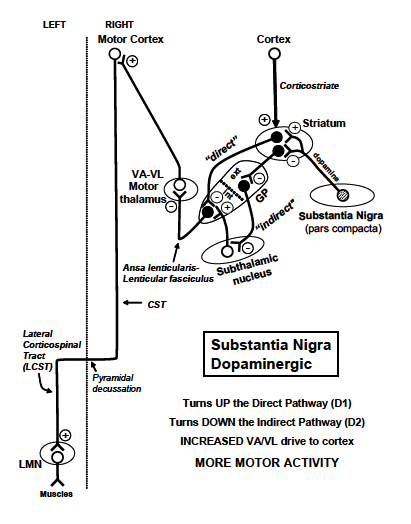 LEFT
RIGHT
Motor Cortex
Cortex
+
Corticostriate
+
+
Striatum
"direct"
dopamine
VA-VL
Motor
thalamus
−
−
ext
int
GP
−
−
+
−
"indirect"
Substantia Nigra
(pars compacta)
Ansa lenticularis-
Lenticular fasciculus
Subthalamic
nucleus
CST
Lateral
Corticospinal
Tract
(LCST)
Pyramidal
decussation
Substantia Nigra
Dopaminergic
Turns UP the Direct Pathway (D1)
Turns DOWN the Indirect Pathway (D2)
INCREASED VA/VL drive to cortex
MORE MOTOR ACTIVITY
+
LMN
Muscles